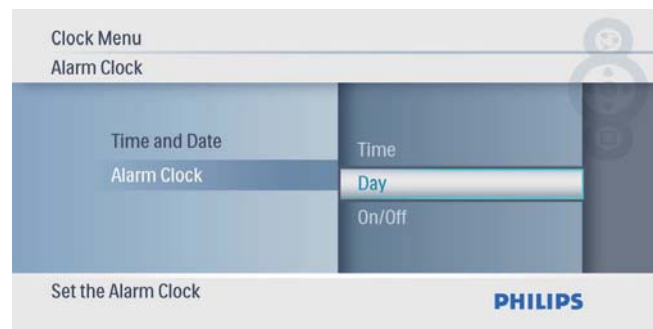 Clock Menu
Alarm Clock
Time and Date
Alarm Clock
Time
Day
On/Off
Set the Alarm Clock
PHILIPS